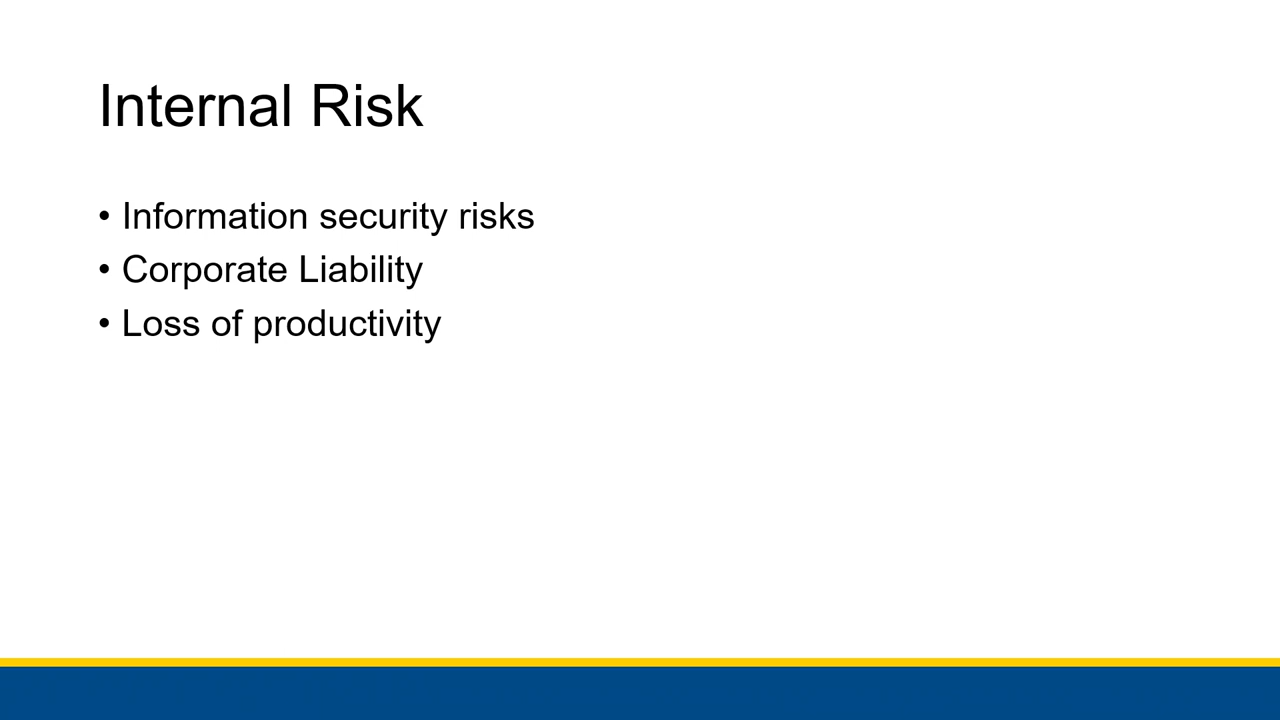 Internal Risk
• Information security risks
• Corporate Liability
• Loss of productivity